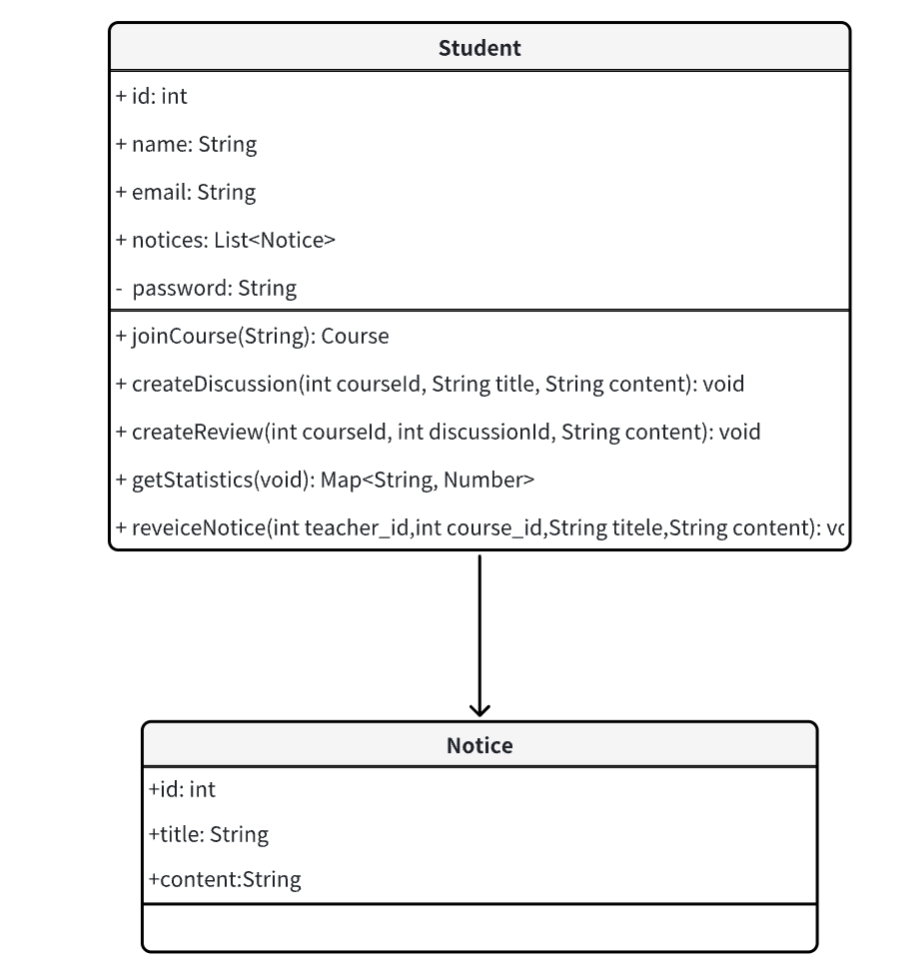 Student
+ id: int
+ name: String
+ email: String
+ notices: List<Notice>
- password: String
+ joinCourse(String): Course
+ createDiscussion(int courseId, String title, String content): void
+ createReview(int courseId, int discussionId, String content): void
+ getStatistics(void): Map<String, Number>
+ reveiceNotice(int teacher_id,int course_id,String titele,String content):
Notice
+id: int
+title: String
+content:String